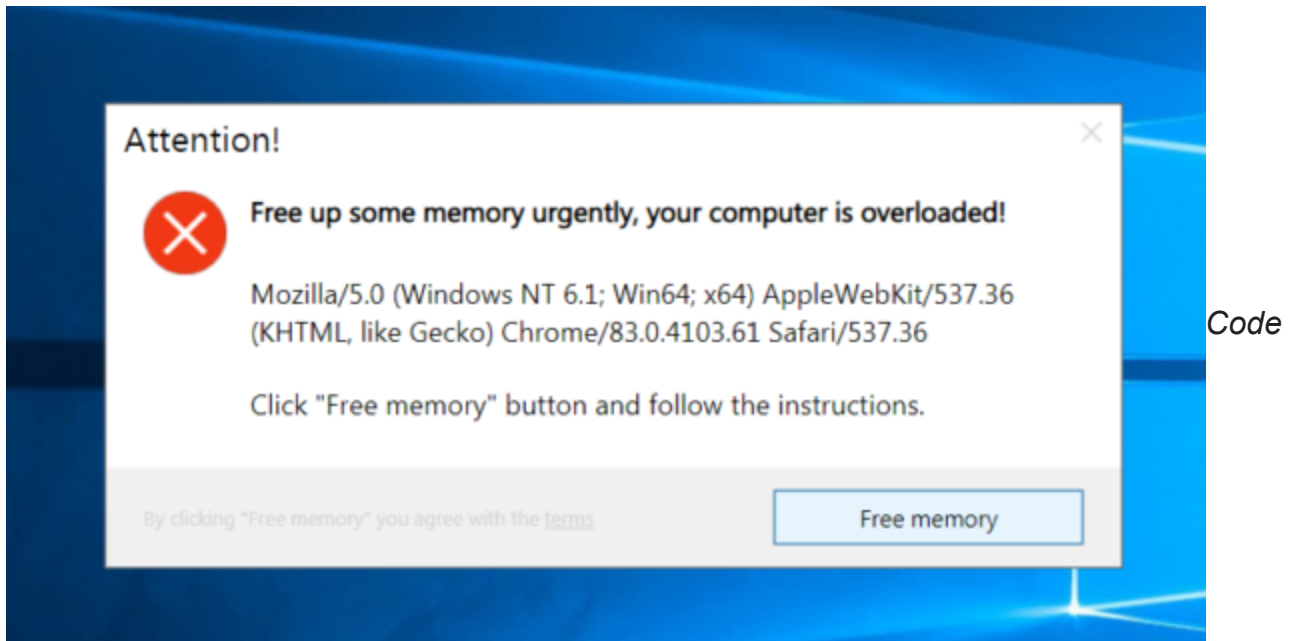 Attention!
Free up some memory urgently, your computer is overloaded!
Mozilla/5.0 (Windows NT 6.1; Win64; x64) AppleWebKit/537.36
(KHTML, like Gecko) Chrome/83.0.4103.61 Safari/537.36
Code
Click "Free memory" button and follow the instructions.
By clicking "Free memory" you agree with the terms
Free memory